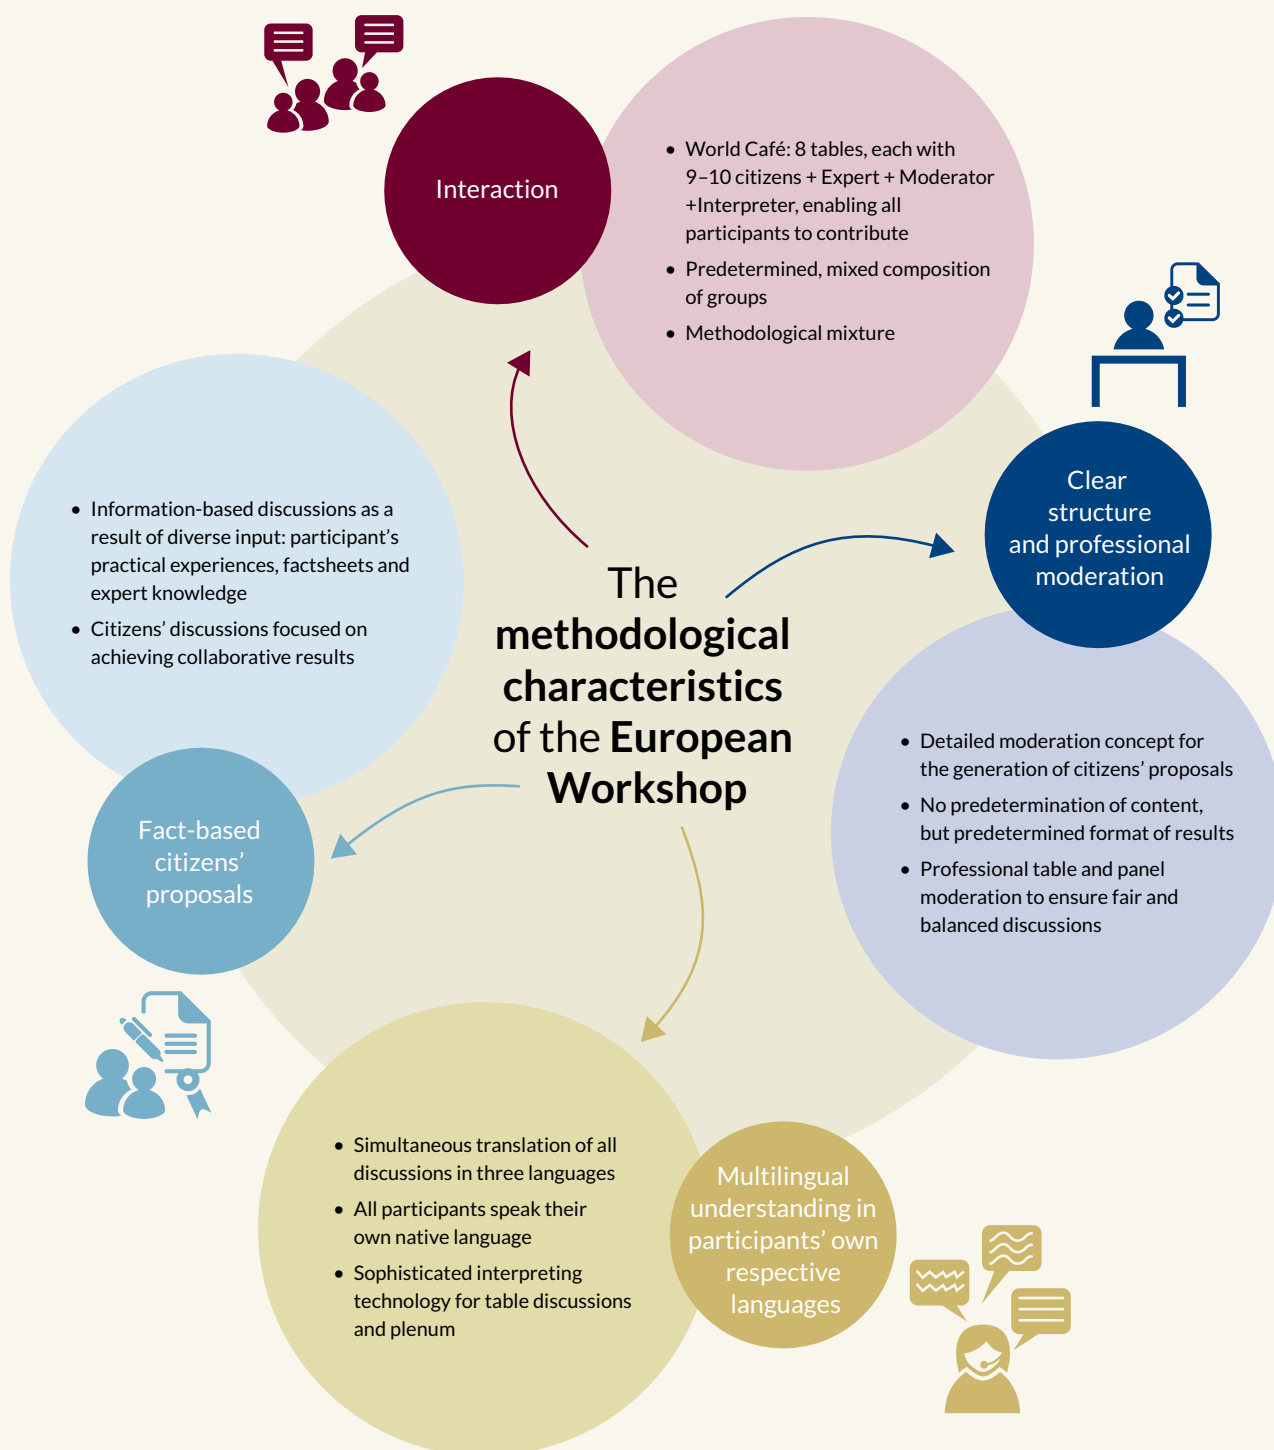 Interaction
• World Café: 8 tables, each with
9–10 citizens + Expert + Moderator
+Interpreter, enabling all
participants to contribute
• Predetermined, mixed composition
of groups
• Methodological mixture
Clear
structure
and professional
moderation
• Detailed moderation concept for
the generation of citizens’ proposals
• No predetermination of content,
but predetermined format of results
• Professional table and panel
moderation to ensure fair and
balanced discussions
The
methodological
characteristics
of the European
Workshop
• Information-based discussions as a
result of diverse input: participant’s
practical experiences, factsheets and
expert knowledge
• Citizens’ discussions focused on
achieving collaborative results
Fact-based
citizens’
proposals
• Simultaneous translation of all
discussions in three languages
• All participants speak their
own native language
• Sophisticated interpreting
technology for table discussions
and plenum
Multilingual
understanding in
participants’ own
respective
languages